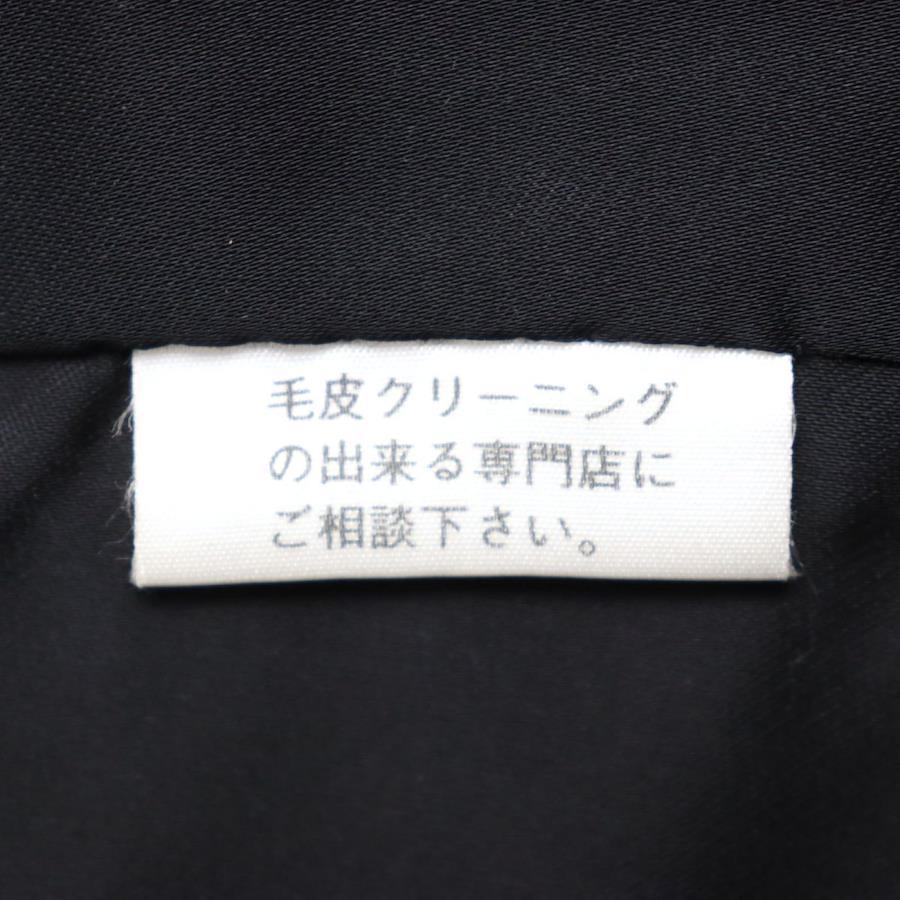 毛皮クリーニング
の出来る専門店に
ご相談下さい。